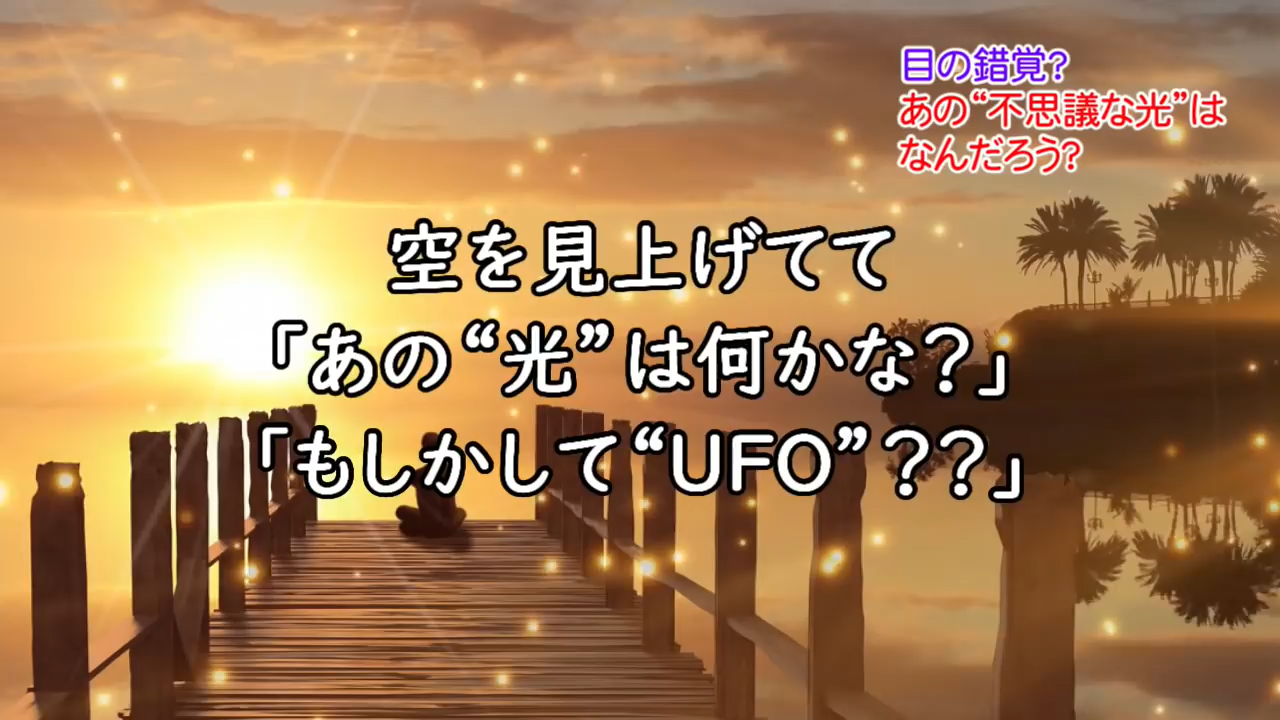 目の錯覚?
あの“不思議な光”は
なんだろう?
空を見上げてて
「あの“光”は何かな？」
「もしかして“UFO”？？」